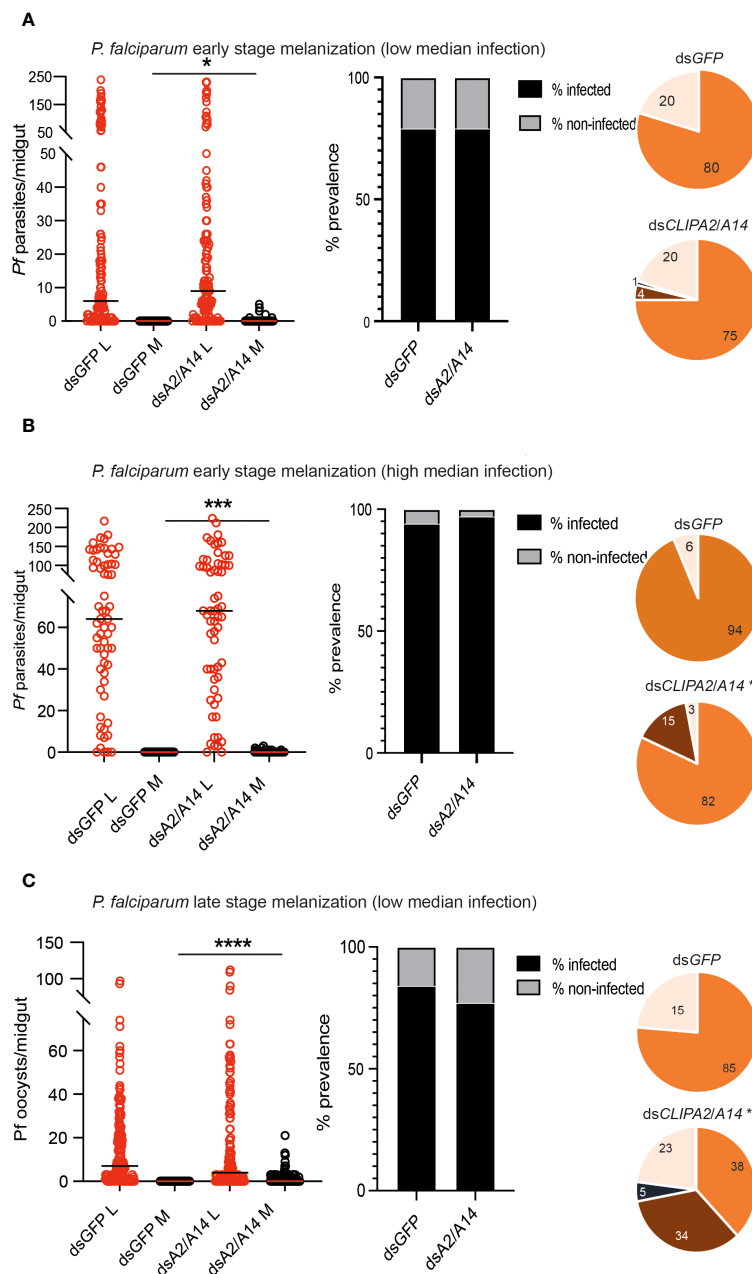 A
P. falciparum early stage melanization (low median infection)
*
250
150
50
50
40
30
20
10
0
Pf parasites/midgut
dsGFP L
dsGFP M
dsA2/A14 L
dsA2/A14 M
100
50
0
% prevalence
dsGFP
dsA2/A14
% infected
% non-infected
dsGFP
20
80
dsCLIPA2/A14
20
1
4
75
B
P. falciparum early stage melanization (high median infection)
***
250
200
150
100
60
40
20
0
Pf parasites/midgut
dsGFP L
dsGFP M
dsA2/A14 L
dsA2/A14 M
100
50
0
% prevalence
dsGFP
dsA2/A14
% infected
% non-infected
dsGFP
6
94
dsCLIPA2/A14 *
15
3
82
C
P. falciparum late stage melanization (low median infection)
****
150
100
60
40
20
0
Pf oocysts/midgut
dsGFP L
dsGFP M
dsA2/A14 L
dsA2/A14 M
100
50
0
% prevalence
dsGFP
dsA2/A14
% infected
% non-infected
dsGFP
15
85
dsCLIPA2/A14 *
23
38
5
34